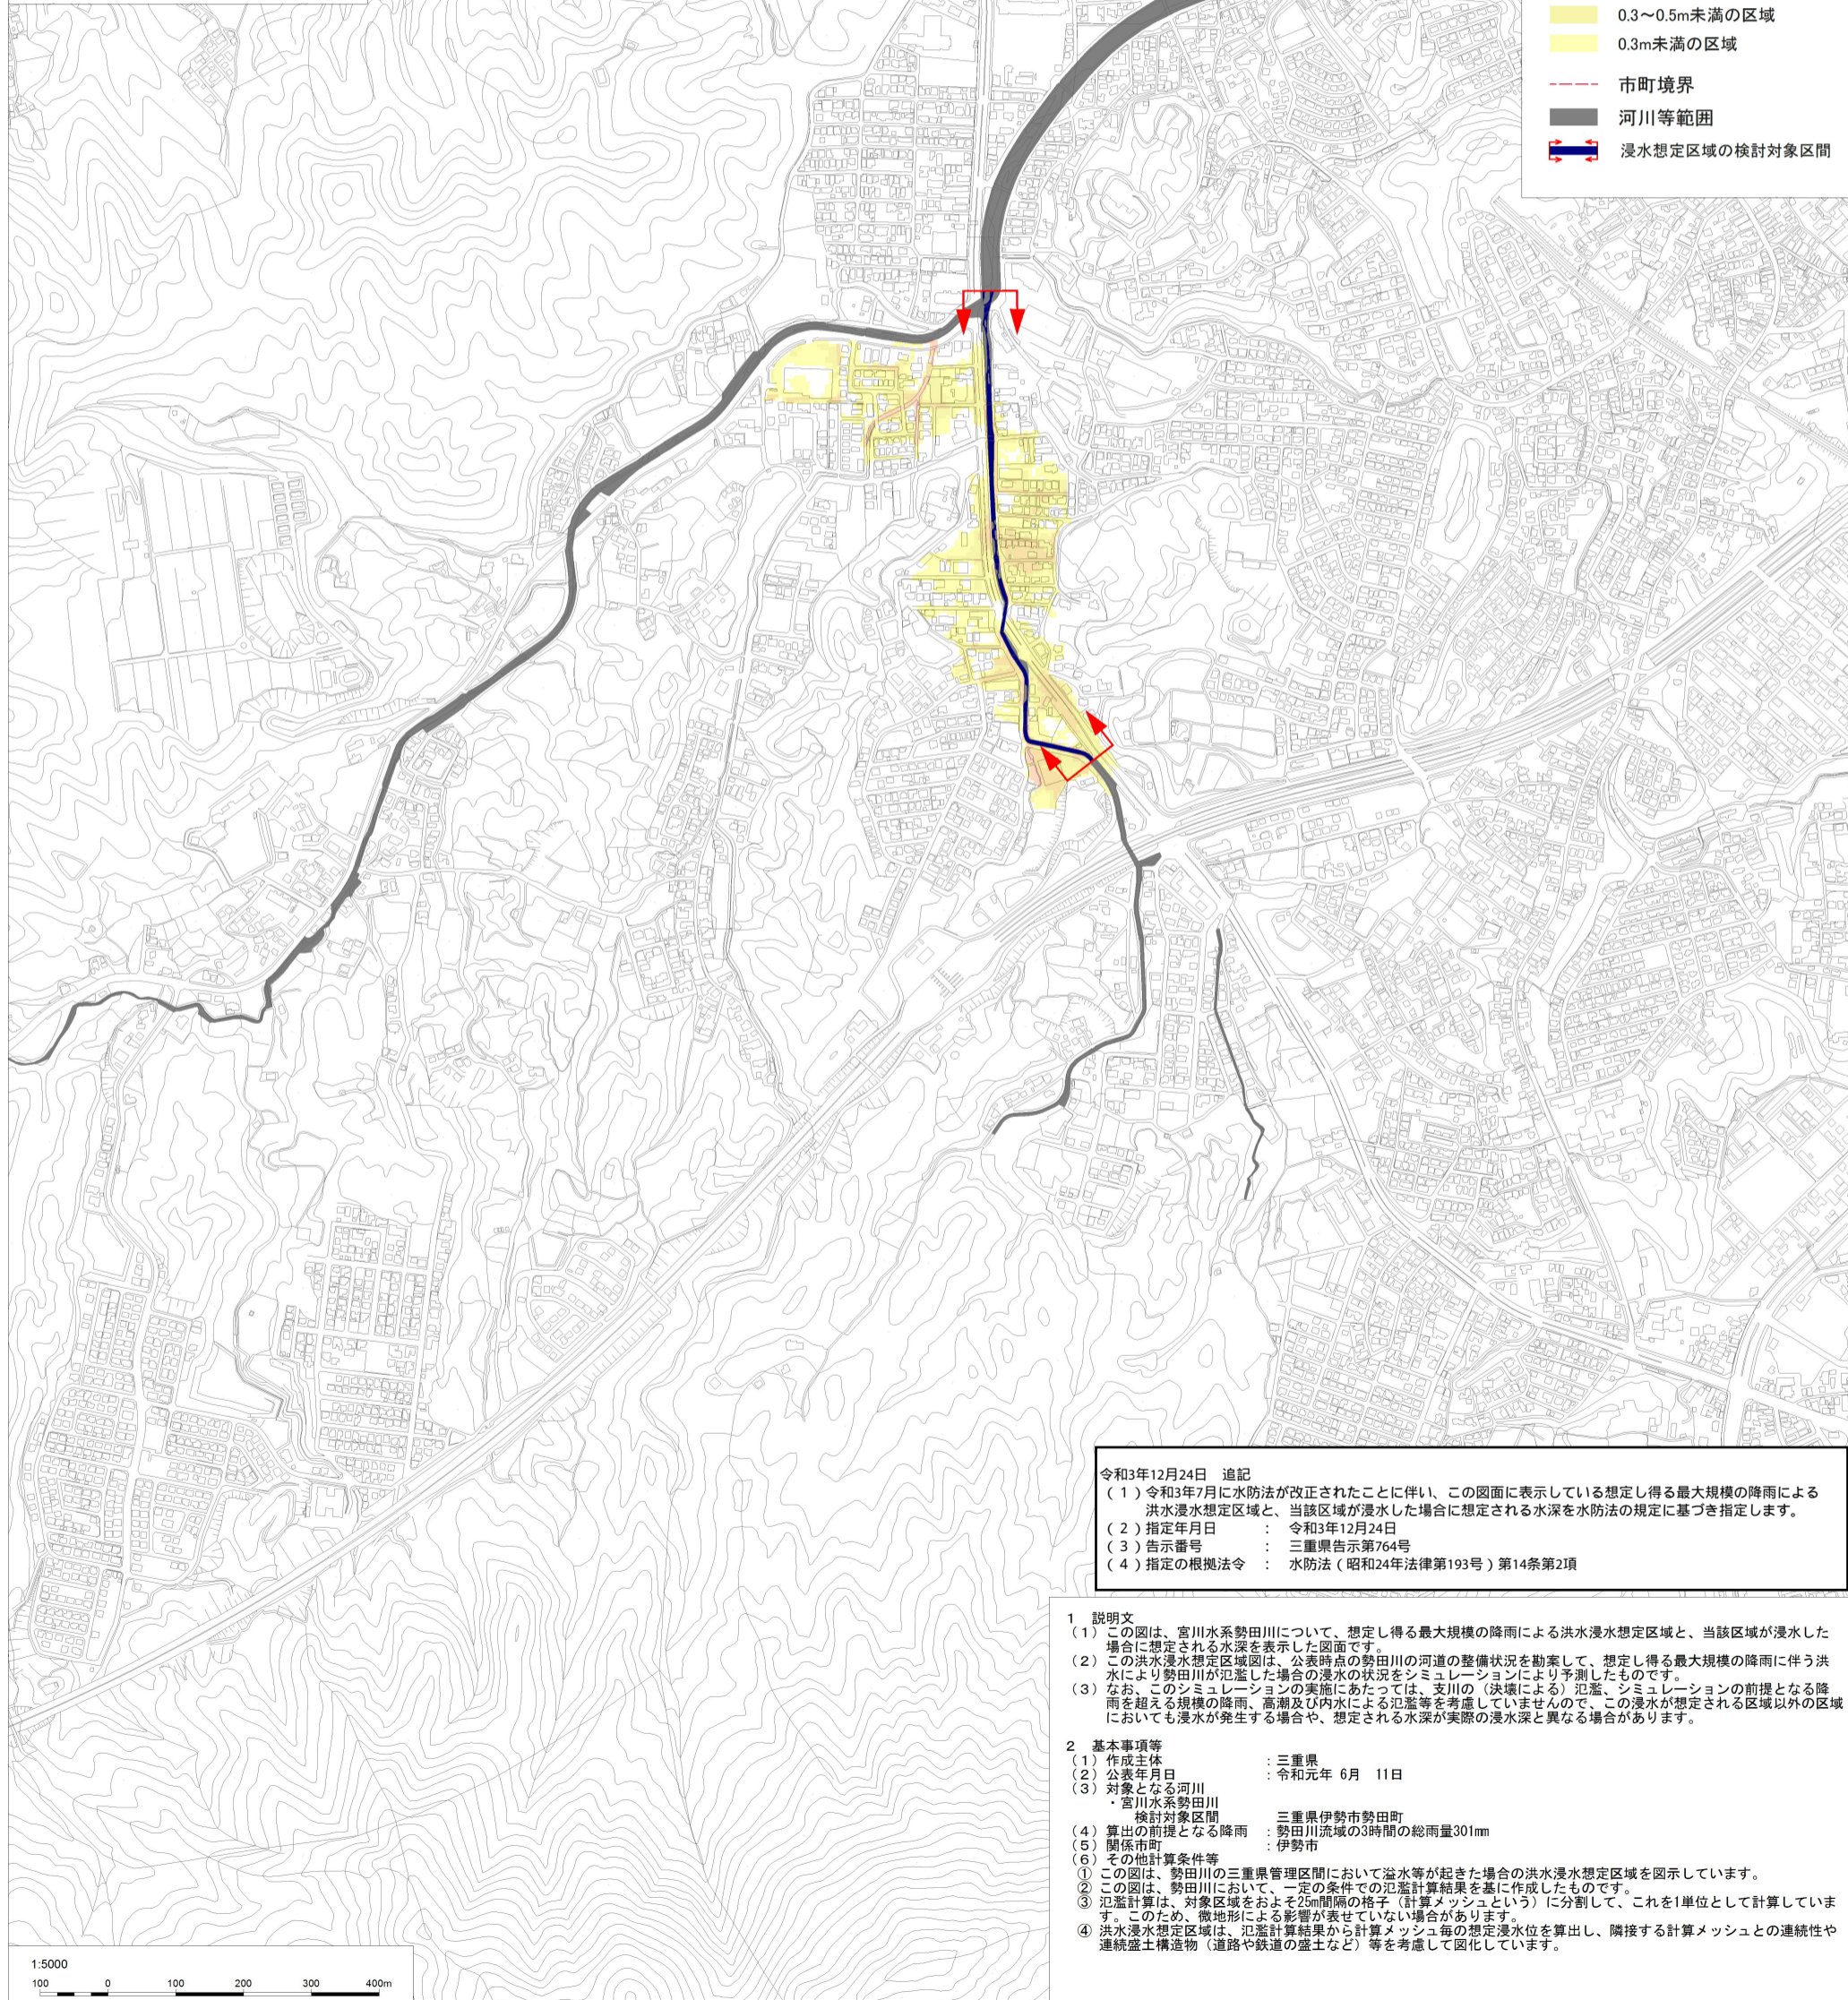 0.3～0.5m未満の区域
0.3m未満の区域
市町境界
河川等範囲
浸水想定区域の検討対象区間
令和3年12月24日　追記
（１）令和3年7月に水防法が改正されたことに伴い、この図面に表示している想定し得る最大規模の降雨による
洪水浸水想定区域と、当該区域が浸水した場合に想定される水深を水防法の規定に基づき指定します。
（２）指定年月日　：　令和3年12月24日
（３）告示番号　：　三重県告示第764号
（４）指定の根拠法令　：　水防法（昭和24年法律第193号）第14条第2項
1　説明文
（1）この図は、宮川水系勢田川について、想定し得る最大規模の降雨による洪水浸水想定区域と、当該区域が浸水した
場合に想定される水深を表示した図面です。
（2）この洪水浸水想定区域図は、公表時点の勢田川の河道の整備状況を勘案して、想定し得る最大規模の降雨に伴う洪
水により勢田川が氾濫した場合の浸水の状況をシミュレーションにより予測したものです。
（3）なお、このシミュレーションの実施にあたっては、支川の（決壊による）氾濫、シミュレーションの前提となる降
雨を超える規模の降雨、高潮及び内水による氾濫等を考慮していませんので、この浸水が想定される区域以外の区域
においても浸水が発生する場合や、想定される水深が実際の浸水深と異なる場合があります。
2　基本事項等
（1）作成主体　：三重県
（2）公表年月日　：令和元年 6月　11日
（3）対象となる河川
・宮川水系勢田川
検討対象区間　三重県伊勢市勢田町
（4）算出の前提となる降雨　：勢田川流域の3時間の総雨量301mm
（5）関係市町　：伊勢市
（6）その他計算条件等
① この図は、勢田川の三重県管理区間において溢水等が起きた場合の洪水浸水想定区域を図示しています。
② この図は、勢田川において、一定の条件での氾濫計算結果を基に作成したものです。
③ 氾濫計算は、対象区域をおよそ25m間隔の格子（計算メッシュという）に分割して、これを1単位として計算していま
す。このため、微地形による影響が表せていない場合があります。
④ 洪水浸水想定区域は、氾濫計算結果から計算メッシュ毎の想定浸水位を算出し、隣接する計算メッシュとの連続性や
連続盛土構造物（道路や鉄道の盛土など）等を考慮して図化しています。
1:5000
100 0 100 200 300 400m